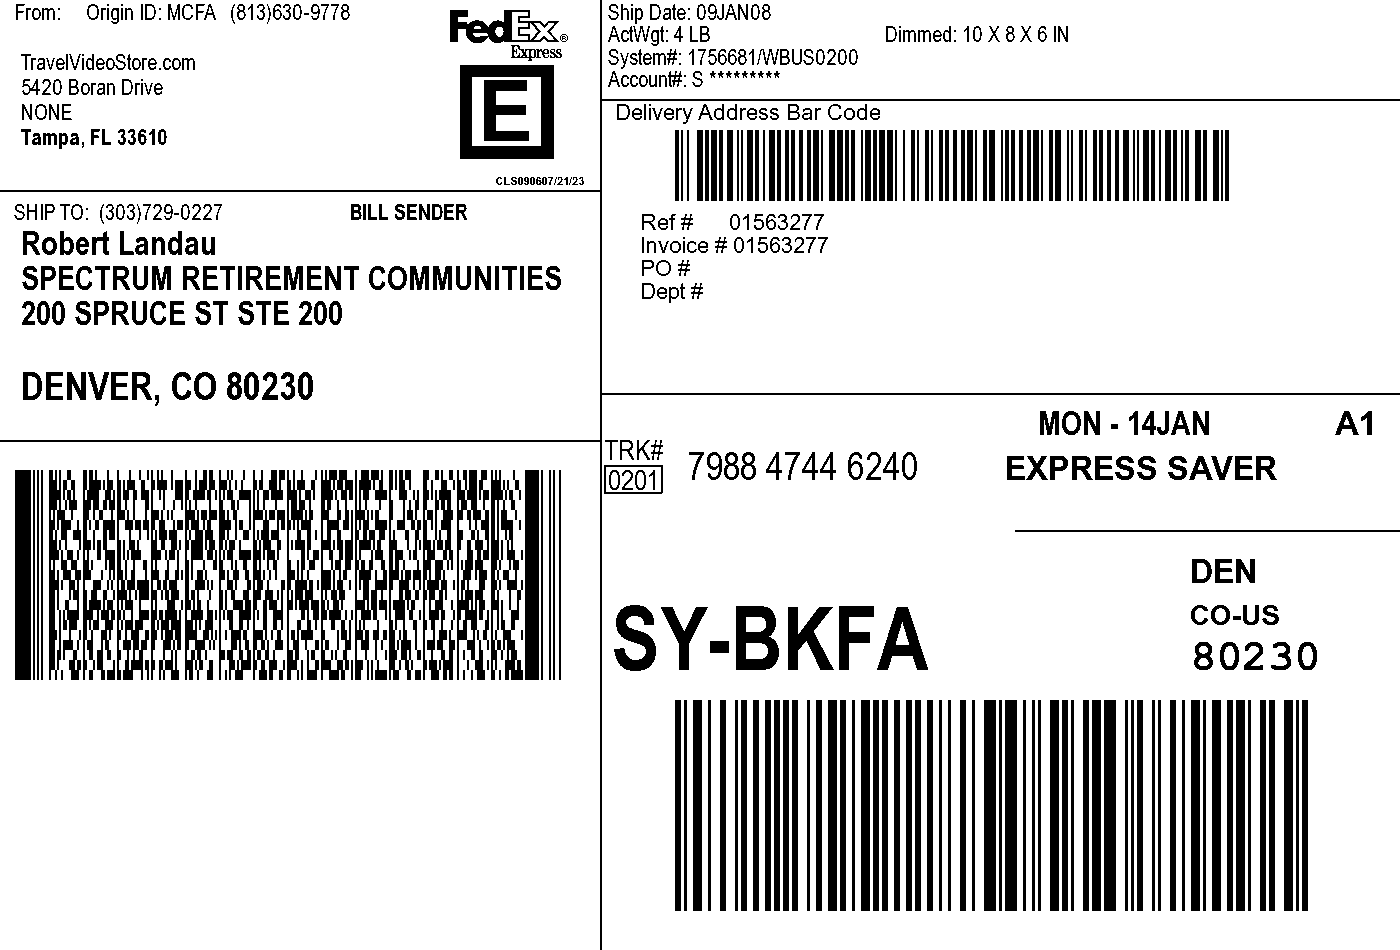 From: Origin ID: MCFA (813)630-9778
TravelVideoStore.com
5420 Boran Drive
NONE
Tampa, FL 33610
FedEx®
Express
E
CLS090607/21/23
Ship Date: 09JAN08
ActWgt: 4 LB Dimmed: 10 X 8 X 6 IN
System#: 1756681/WBUS0200
Account#: S *********
Delivery Address Bar Code
Ref # 01563277
Invoice # 01563277
PO #
Dept #
SHIP TO: (303)729-0227 BILL SENDER
Robert Landau
SPECTRUM RETIREMENT COMMUNITIES
200 SPRUCE ST STE 200
DENVER, CO 80230
MON - 14JAN A1
TRK#
0201
7988 4744 6240 EXPRESS SAVER
DEN
SY-BKFA CO-US
80230